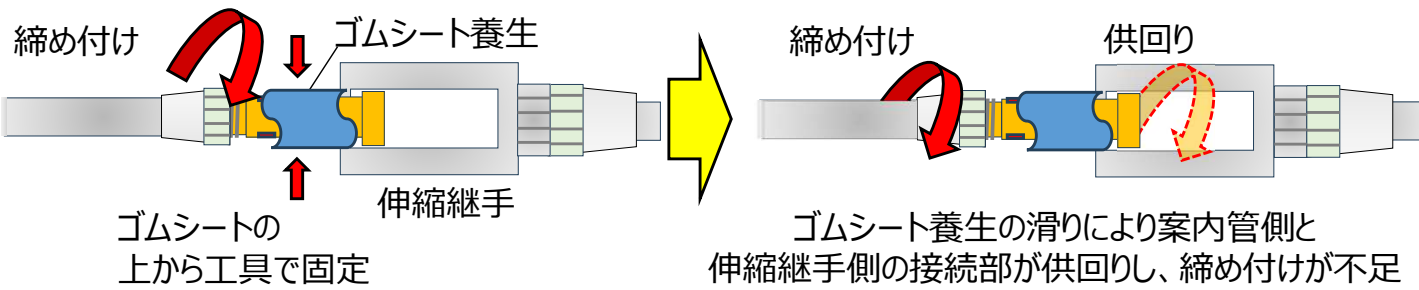 締め付け
ゴムシート養生
伸縮継手
ゴムシートの
上から工具で固定
締め付け
供回り
ゴムシート養生の滑りにより案内管側と
伸縮継手側の接続部が供回りし、締め付けが不足